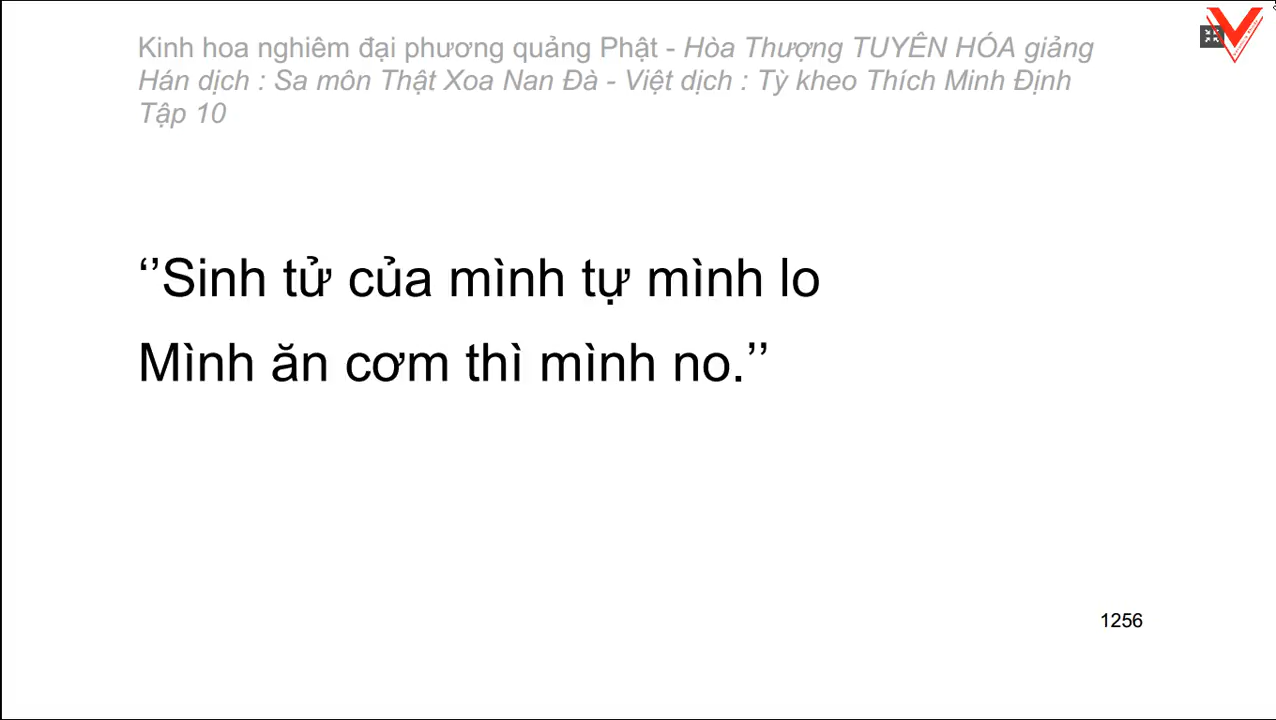 Kinh hoa nghiêm đại phương quảng Phật - Hòa Thượng TUYÊN HÓA giảng
Hán dịch : Sa môn Thật Xoa Nan Đà - Việt dịch : Tỳ kheo Thích Minh Định
Tập 10
‘’Sinh tử của mình tự mình lo
Mình ăn cơm thì mình no.’’
1256